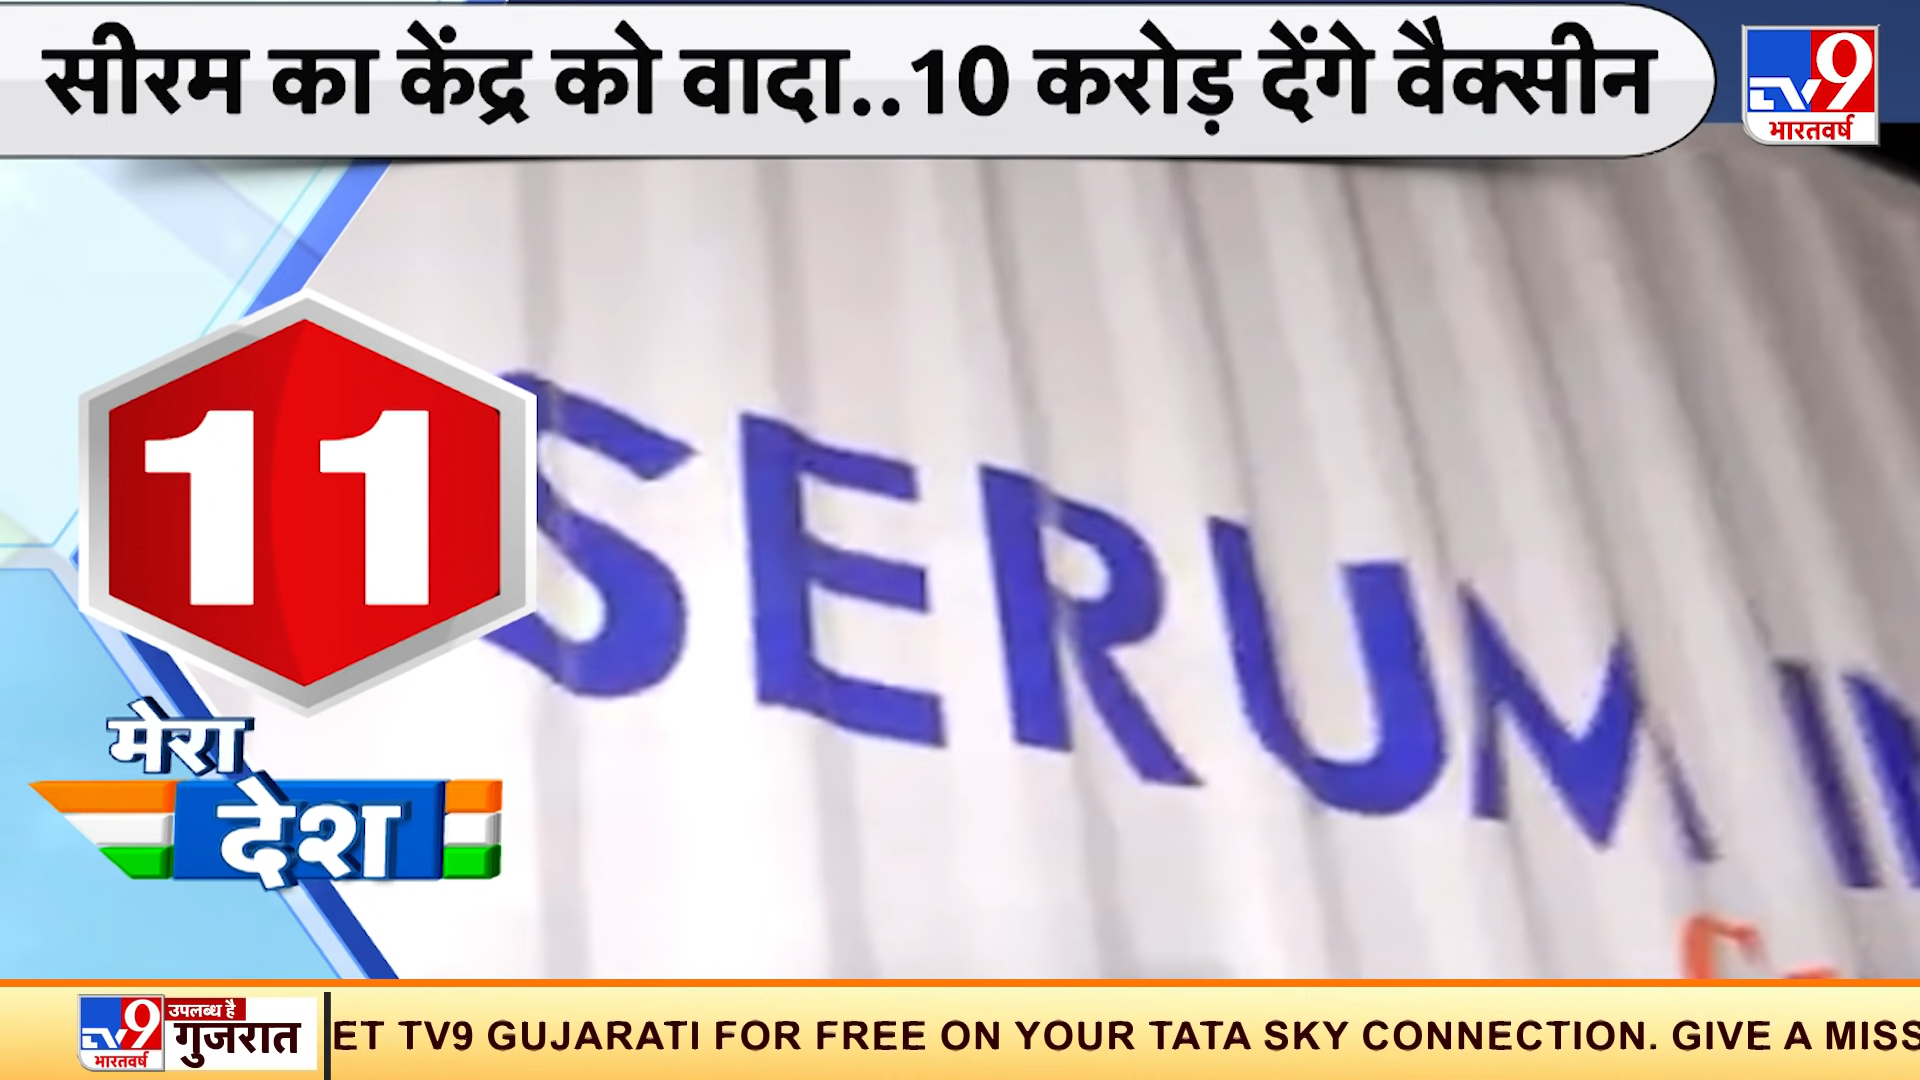 सीरम का केंद्र को वादा..10 करोड़ देंगे वैक्सीन
TV9
भारतवर्ष
11
SERUM IN
मेरा
देश
TV9
भारतवर्ष
उपलब्ध है
गुजरात
ET TV9 GUJARATI FOR FREE ON YOUR TATA SKY CONNECTION. GIVE A MISS